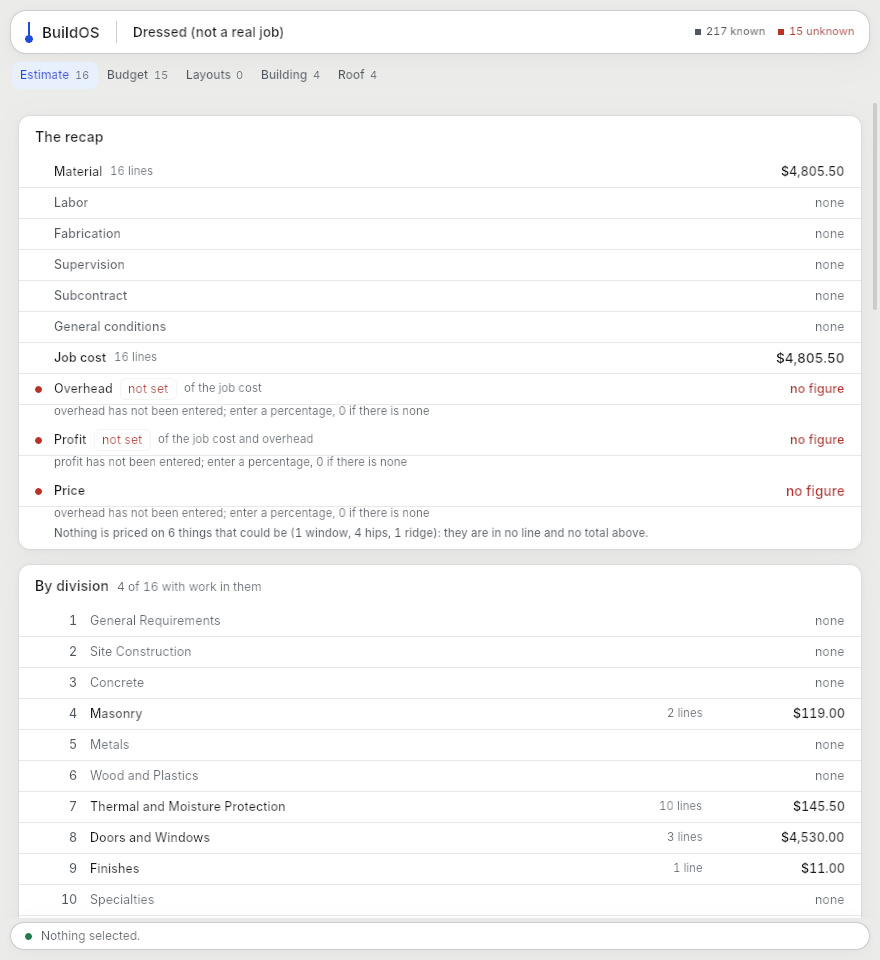 BuildOS Dressed (not a real job) 217 known 15 unknown
Estimate 16 Budget 15 Layouts 0 Building 4 Roof 4
The recap
Material 16 lines $4,805.50
Labor none
Fabrication none
Supervision none
Subcontract none
General conditions none
Job cost 16 lines $4,805.50
Overhead not set of the job cost no figure
overhead has not been entered; enter a percentage, 0 if there is none
Profit not set of the job cost and overhead no figure
profit has not been entered; enter a percentage, 0 if there is none
Price no figure
overhead has not been entered; enter a percentage, 0 if there is none
Nothing is priced on 6 things that could be (1 window, 4 hips, 1 ridge): they are in no line and no total above.
By division 4 of 16 with work in them
1 General Requirements none
2 Site Construction none
3 Concrete none
4 Masonry 2 lines $119.00
5 Metals none
6 Wood and Plastics none
7 Thermal and Moisture Protection 10 lines $145.50
8 Doors and Windows 3 lines $4,530.00
9 Finishes 1 line $11.00
10 Specialties none
Nothing selected.